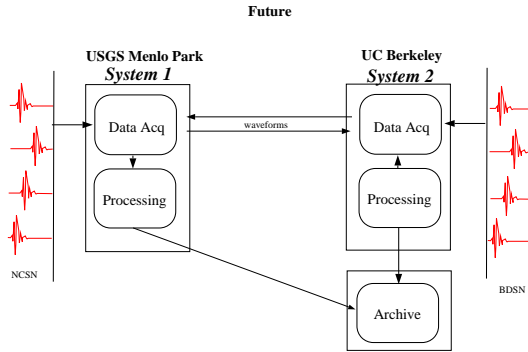 Future
USGS Menlo Park
System 1
UC Berkeley
System 2
Data Acq
waveforms
Data Acq
Processing
Processing
NCSN
BDSN
Archive